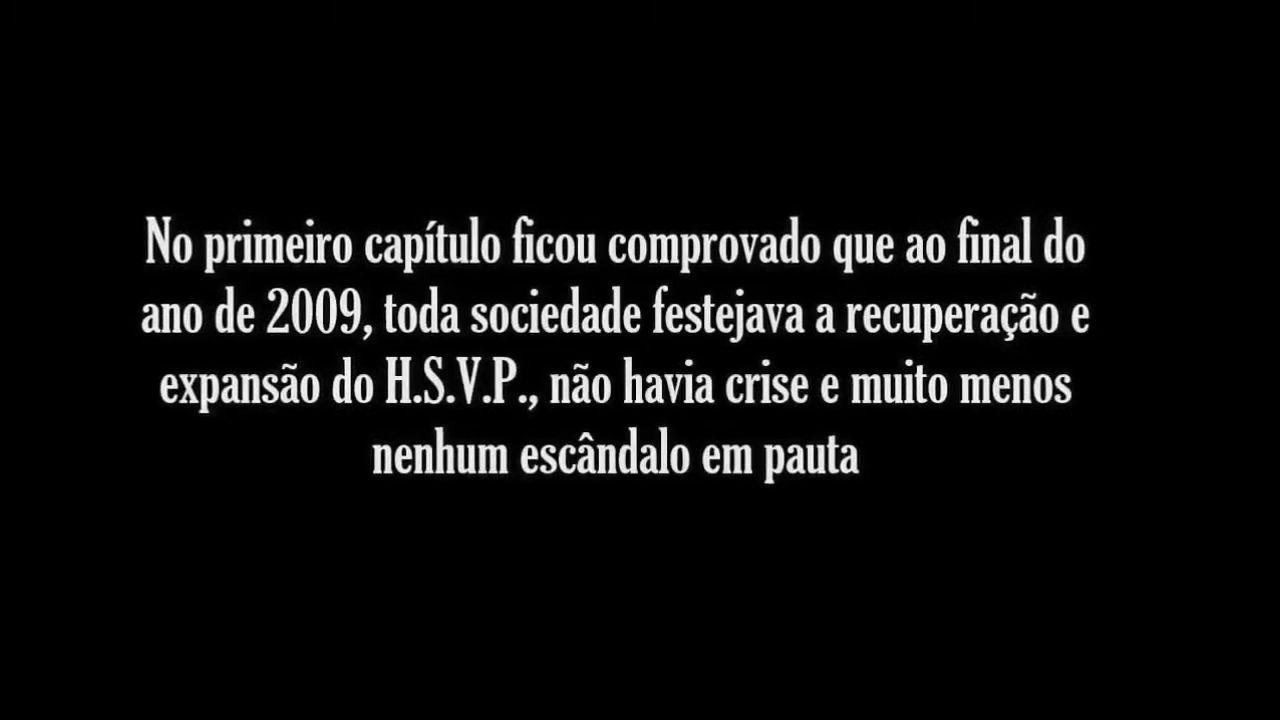 No primeiro capítulo ficou comprovado que ao final do
ano de 2009, toda sociedade festejava a recuperação e
expansão do H.S.V.P., não havia crise e muito menos
nenhum escândalo em pauta